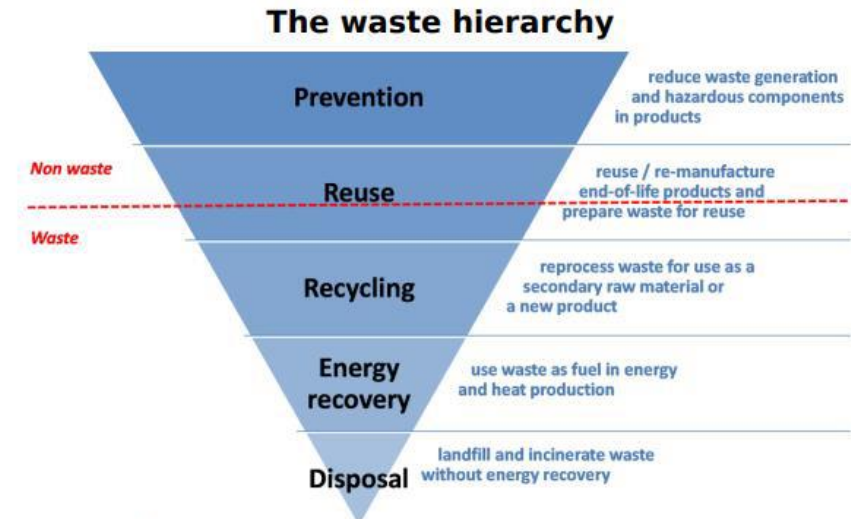 The waste hierarchy
Prevention
reduce waste generation
and hazardous components
in products
Non waste
Reuse
reuse / re-manufacture
end-of-life products and
prepare waste for reuse
Waste
Recycling
reprocess waste for use as a
secondary raw material or
a new product
Energy
recovery
use waste as fuel in energy
and heat production
Disposal
landfill and incinerate waste
without energy recovery